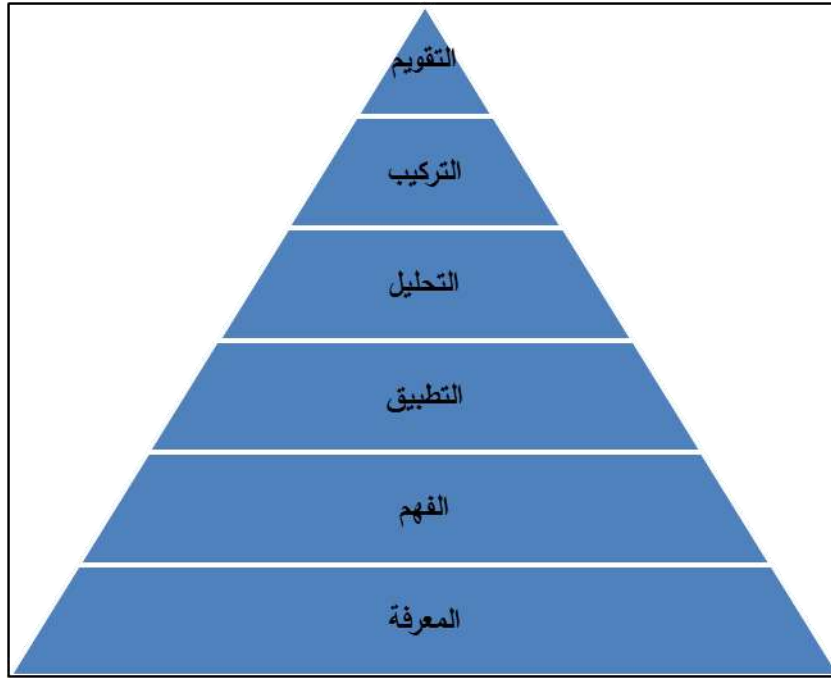 التقويم
التركيب
التحليل
التطبيق
الفهم
المعرفة